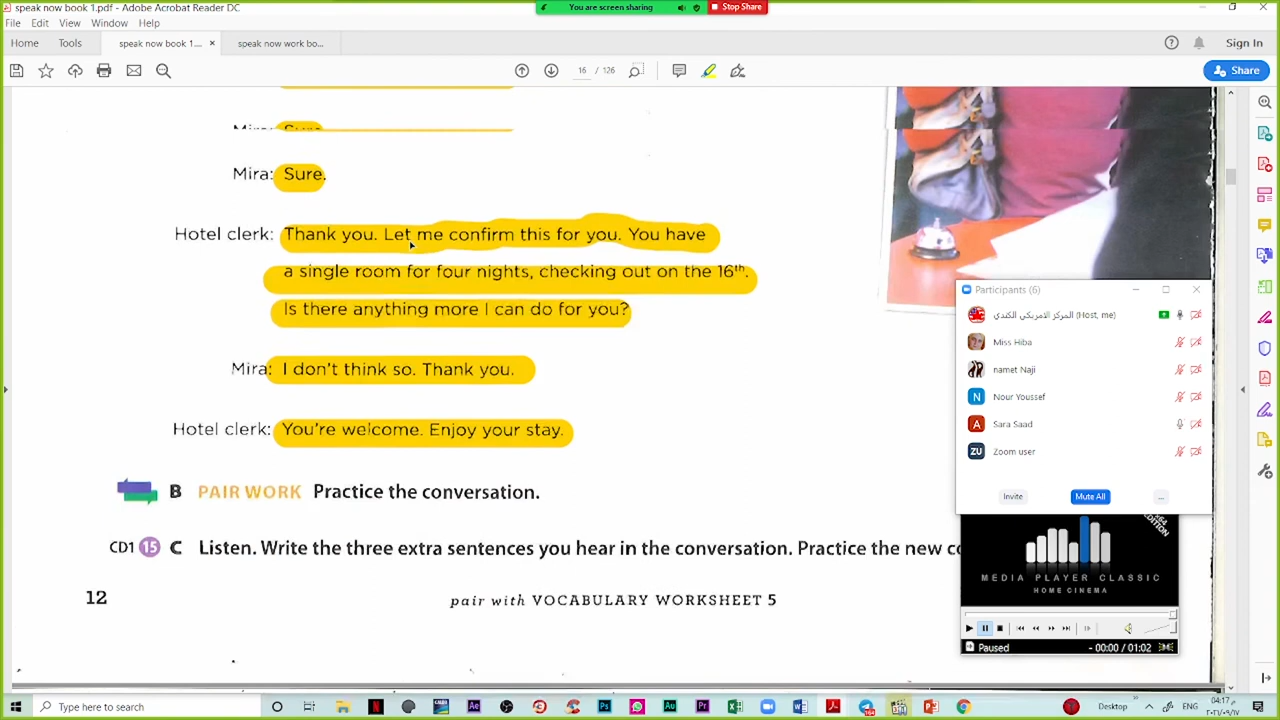 speak now book 1.pdf - Adobe Acrobat Reader DC
You are screen sharing
Stop Share
File Edit View Window Help
Home Tools speak now book 1.... × speak now work bo...
Sign In
16 / 126
Share
Mira: Sure
Mira: Sure.
Hotel clerk: Thank you. Let me confirm this for you. You have
a single room for four nights, checking out on the 16th.
Is there anything more I can do for you?
Mira: I don't think so. Thank you.
Hotel clerk: You're welcome. Enjoy your stay.
B PAIR WORK Practice the conversation.
CD1 15 C Listen. Write the three extra sentences you hear in the conversation. Practice the new co
12
pair with VOCABULARY WORKSHEET 5
Participants (6)
المركز الامريكي الكندي (Host, me)
Miss Hiba
namet Naji
N Nour Youssef
A Sara Saad
ZU Zoom user
Invite Mute All ...
x64
EDITION
MEDIA PLAYER CLASSIC
HOME CINEMA
Paused
- 00:00 / 01:02
Type here to search
164
Desktop
04:17